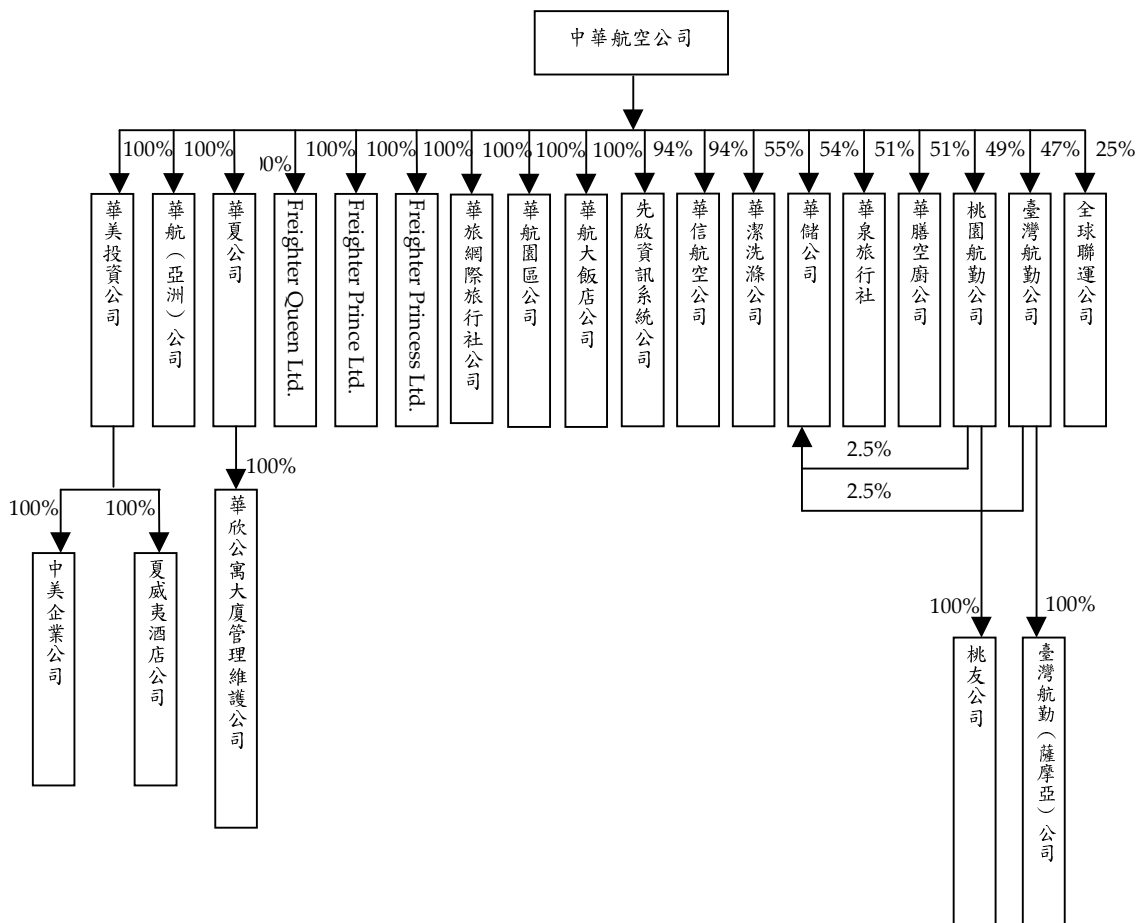 中華航空公司
100%
100%
00%
100%
100%
100%
100%
100%
100%
94%
94%
55%
54%
51%
51%
49%
47%
25%
華美投資公司
華航（亞洲）公司
華夏公司
Freighter Queen Ltd.
Freighter Prince Ltd.
Freighter Princess Ltd.
華旅網際旅行社公司
華航園區公司
華航大飯店公司
先啟資訊系統公司
華信航空公司
華潔洗滌公司
華儲公司
華泉旅行社
華膳空廚公司
桃園航勤公司
臺灣航勤公司
全球聯運公司
2.5%
2.5%
100%
100%
100%
中美企業公司
夏威夷酒店公司
華欣公寓大廈管理維護公司
100%
100%
桃友公司
臺灣航勤（薩摩亞）公司